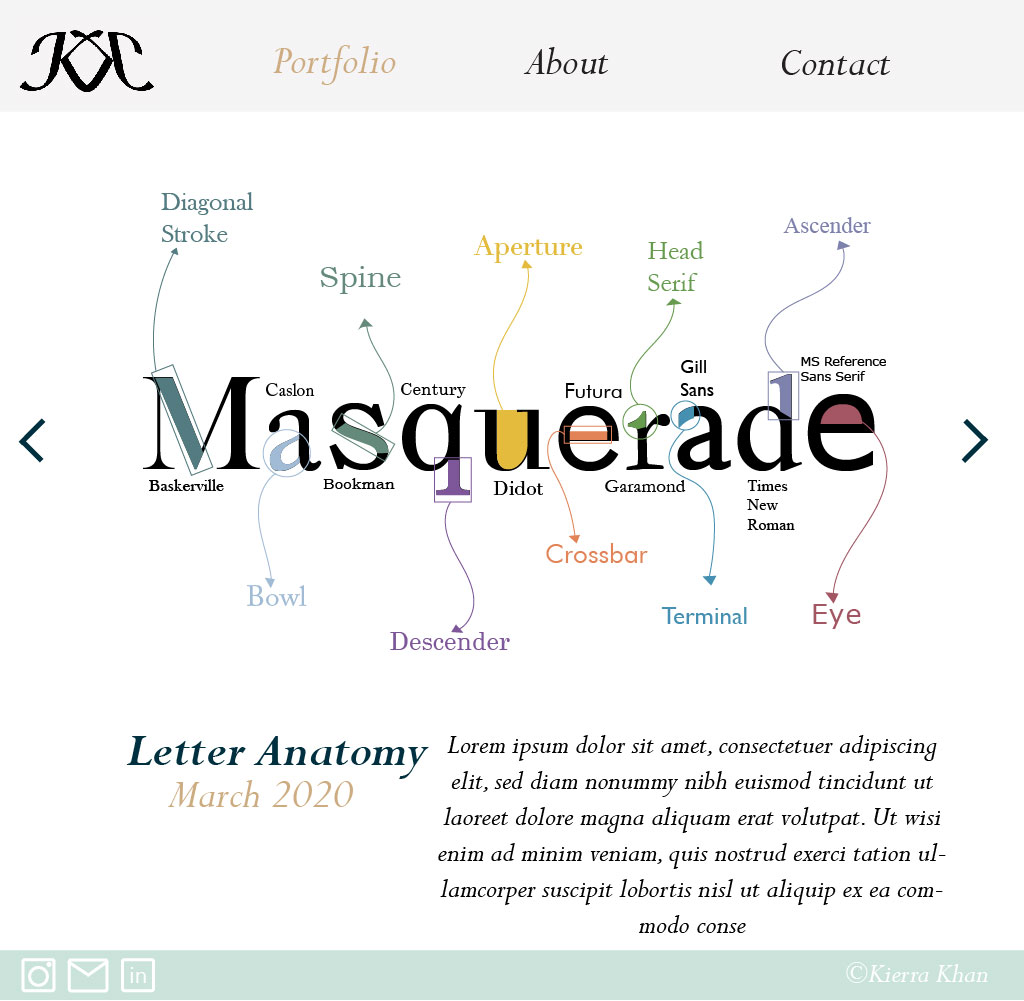 Portfolio
About
Contact
Diagonal
Stroke
Spine
Aperture
Head
Serif
Ascender
Masquerade
Caslon
Century
Futura
Gill
Sans
MS Reference
Sans Serif
Baskerville
Bookman
Didot
Garamond
Times
New
Roman
Bowl
Descender
Crossbar
Terminal
Eye
Letter Anatomy
March 2020
Lorem ipsum dolor sit amet, consectetuer adipiscing
elit, sed diam nonummy nibh euismod tincidunt ut
laoreet dolore magna aliquam erat volutpat. Ut wisi
enim ad minim veniam, quis nostrud exerci tation ul-
lamcorper suscipit lobortis nisl ut aliquip ex ea com-
modo conse
in
©Kierra Khan